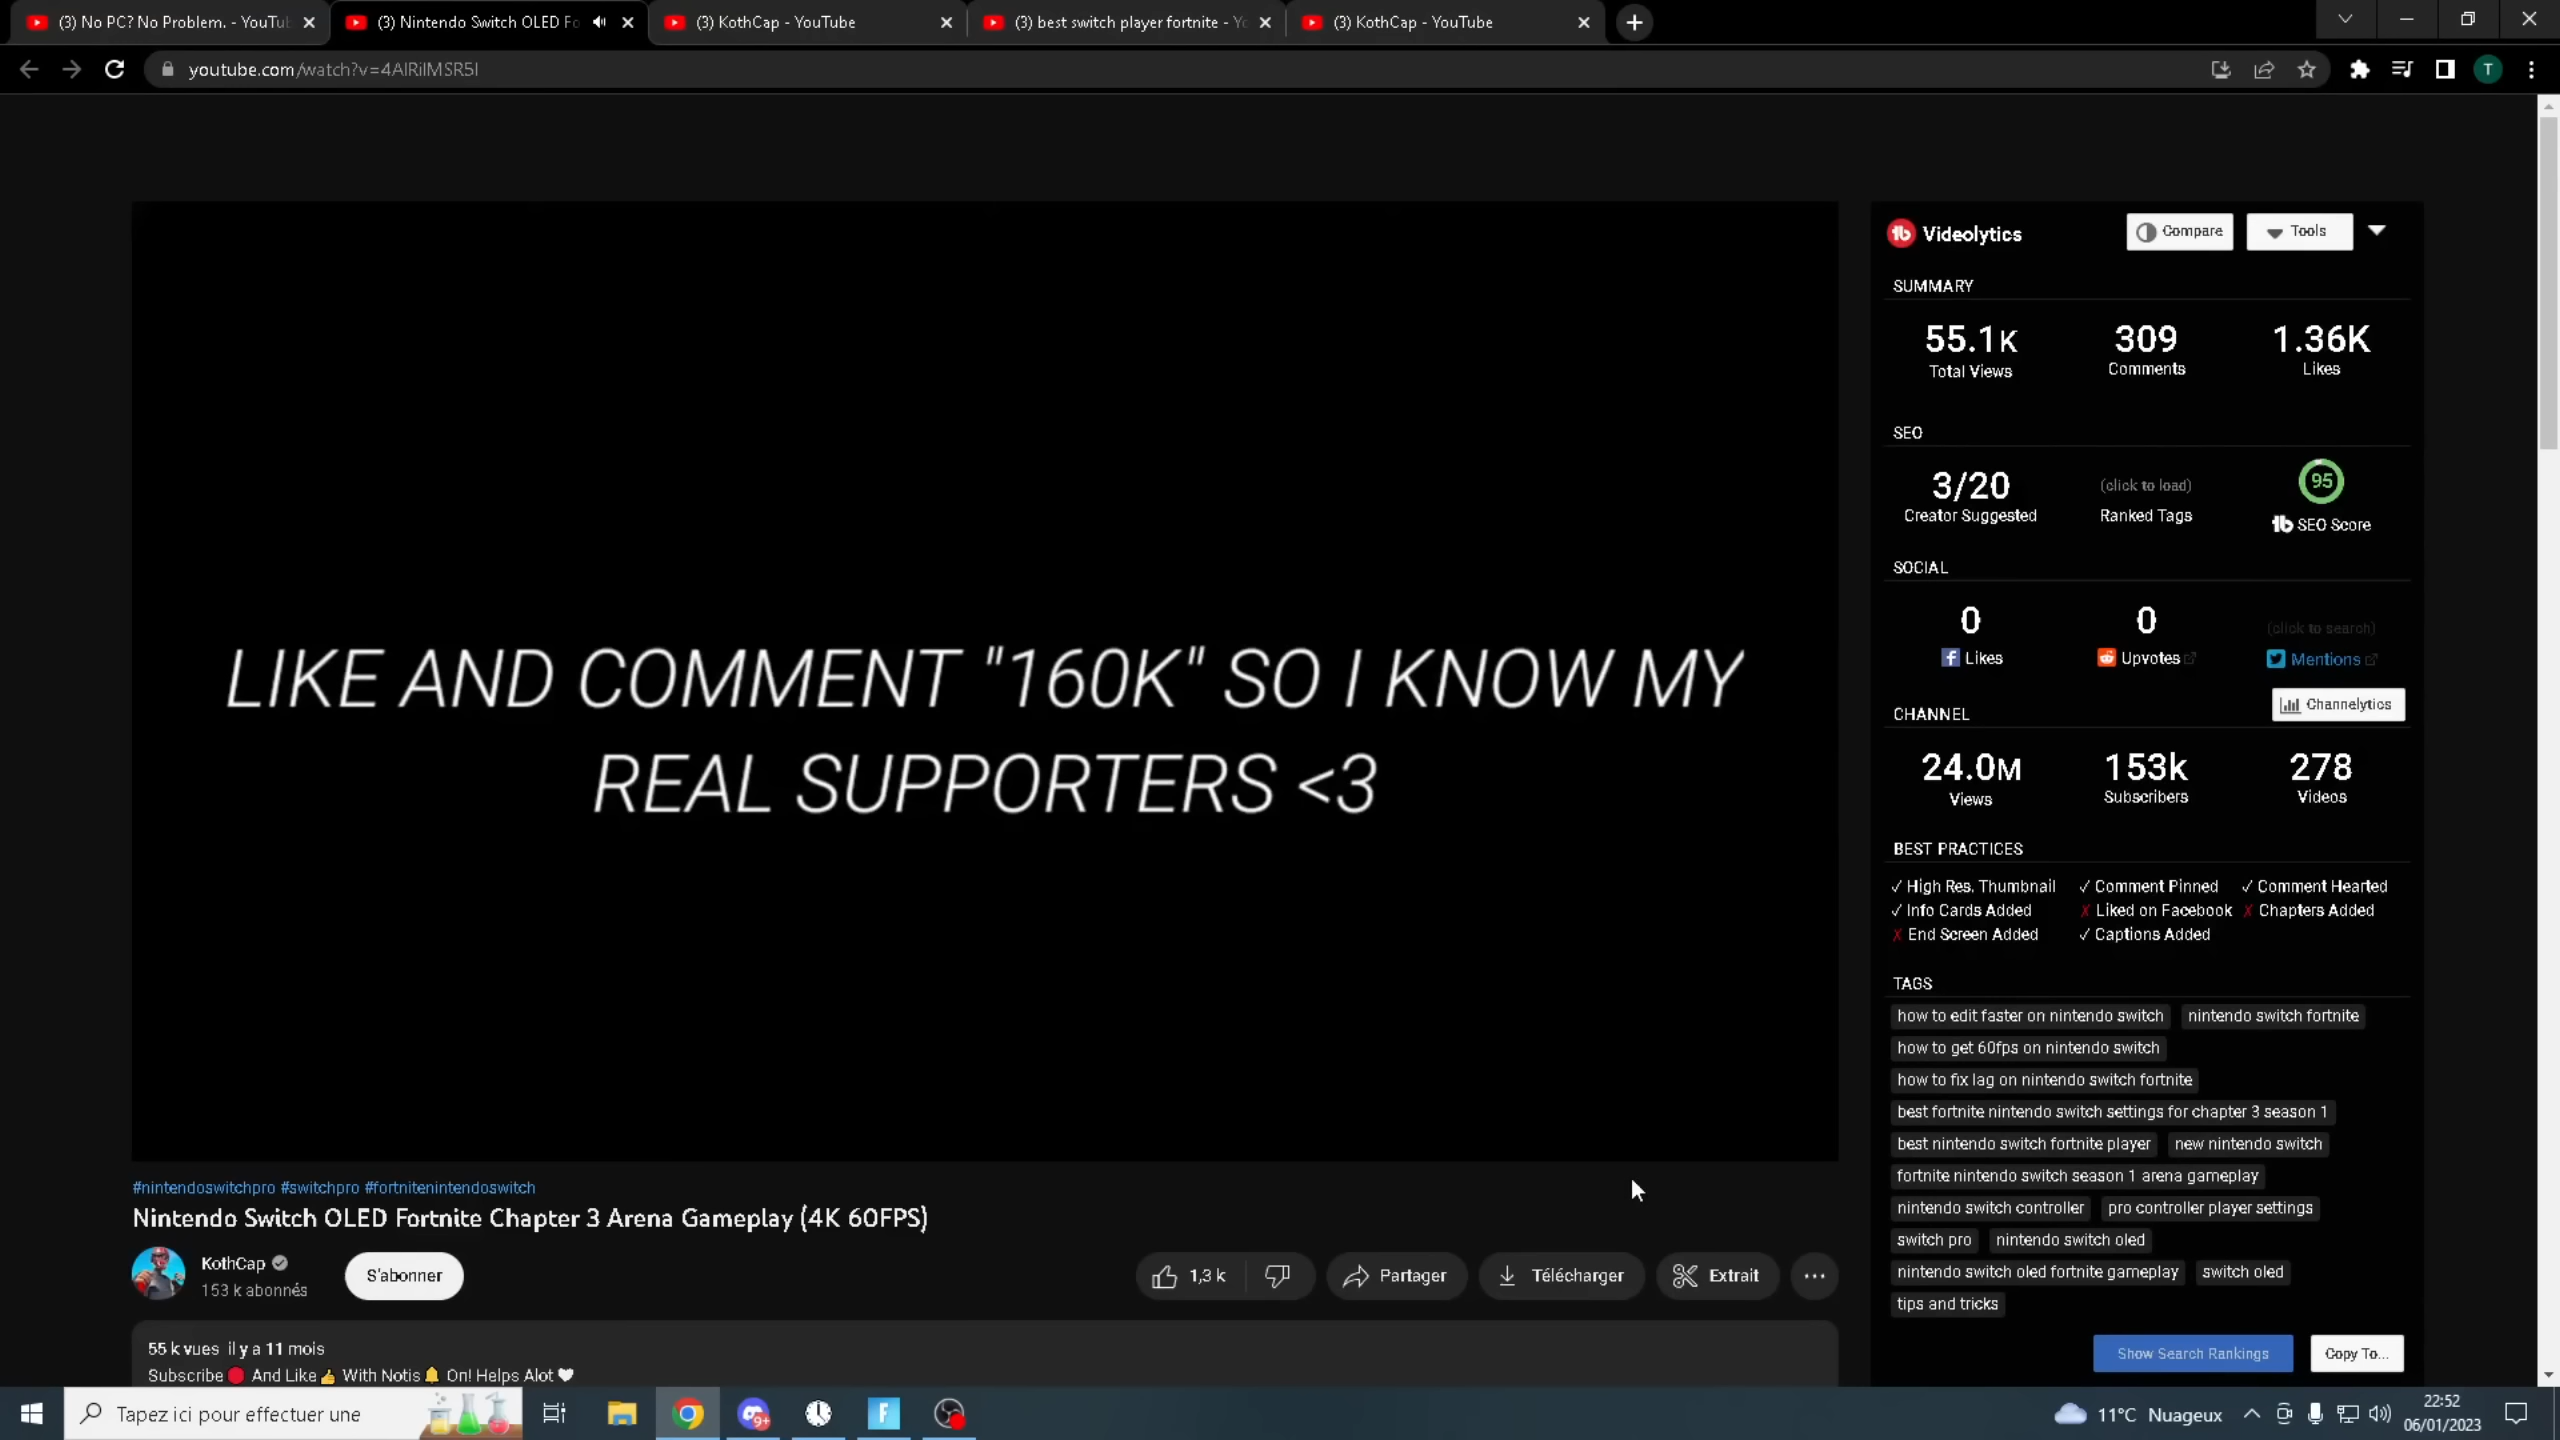 (3) No PC? No Problem. - YouTu
(3) Nintendo Switch OLED Fo
(3) KothCap - YouTube
(3) best switch player fortnite - Yo
(3) KothCap - YouTube
youtube.com/watch?v=4AlRilMSR5I
T
LIKE AND COMMENT "160K" SO I KNOW MY
REAL SUPPORTERS <3
#nintendoswitchpro #switchpro #fortnitenintendoswitch
Nintendo Switch OLED Fortnite Chapter 3 Arena Gameplay (4K 60FPS)
KothCap
153 k abonnés
S'abonner
1,3 k
Partager
Télécharger
Extrait
55 k vues il y a 11 mois
Subscribe 🔴 And Like 👍 With Notis 🔔 On! Helps Alot 🤍
Videolytics
Compare
Tools
SUMMARY
55.1K 309 1.36K
Total Views Comments Likes
SEO
3/20 (click to load) 95
Creator Suggested Ranked Tags SEO Score
SOCIAL
0 0 (click to search)
Likes Upvotes Mentions
CHANNEL
Channelytics
24.0M 153k 278
Views Subscribers Videos
BEST PRACTICES
✓ High Res. Thumbnail ✓ Comment Pinned ✓ Comment Hearted
✓ Info Cards Added ✗ Liked on Facebook ✗ Chapters Added
✗ End Screen Added ✓ Captions Added
TAGS
how to edit faster on nintendo switch nintendo switch fortnite
how to get 60fps on nintendo switch
how to fix lag on nintendo switch fortnite
best fortnite nintendo switch settings for chapter 3 season 1
best nintendo switch fortnite player new nintendo switch
fortnite nintendo switch season 1 arena gameplay
nintendo switch controller pro controller player settings
switch pro nintendo switch oled
nintendo switch oled fortnite gameplay switch oled
tips and tricks
Show Search Rankings
Copy To...
Tapez ici pour effectuer une
9+
F
11°C Nuageux
22:52
06/01/2023